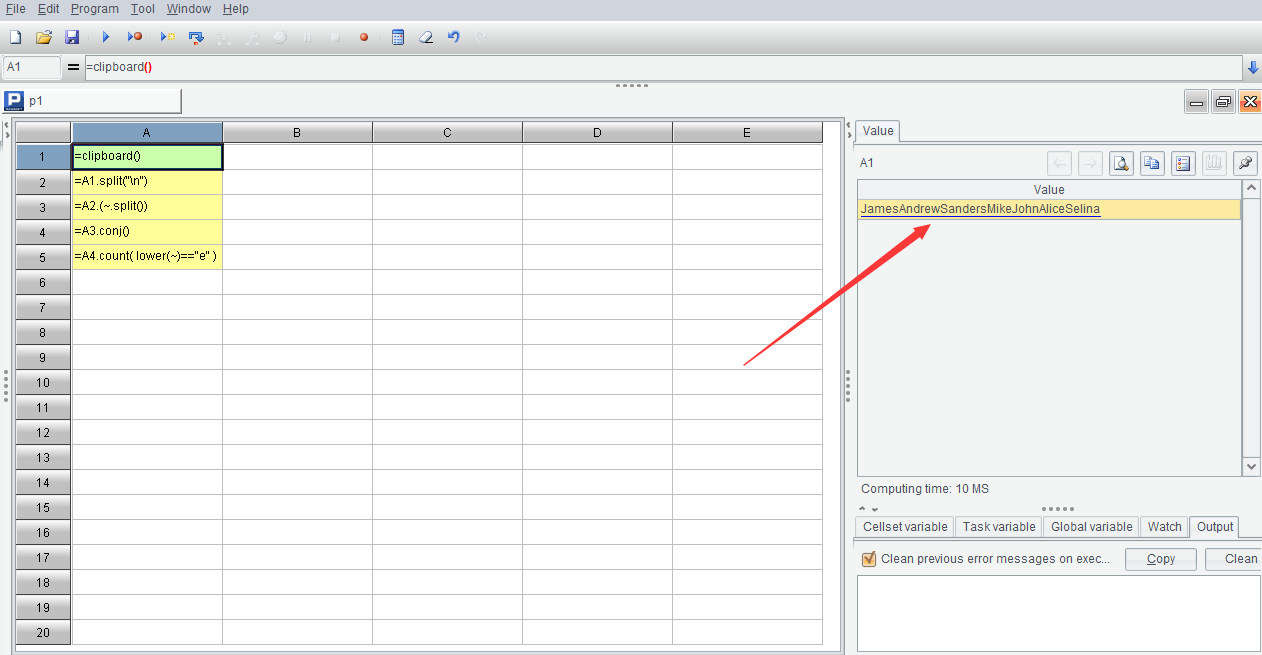 File Edit Program Tool Window Help
A1 = =clipboard()
P p1
A B C D E
1 =clipboard()
2 =A1.split("\n")
3 =A2.(~.split())
4 =A3.conj()
5 =A4.count( lower(~)=="e" )
6
7
8
9
10
11
12
13
14
15
16
17
18
19
20
Value
A1
Value
JamesAndrewSandersMikeJohnAliceSelina
Computing time: 10 MS
Cellset variable Task variable Global variable Watch Output
Clean previous error messages on exec... Copy Clean